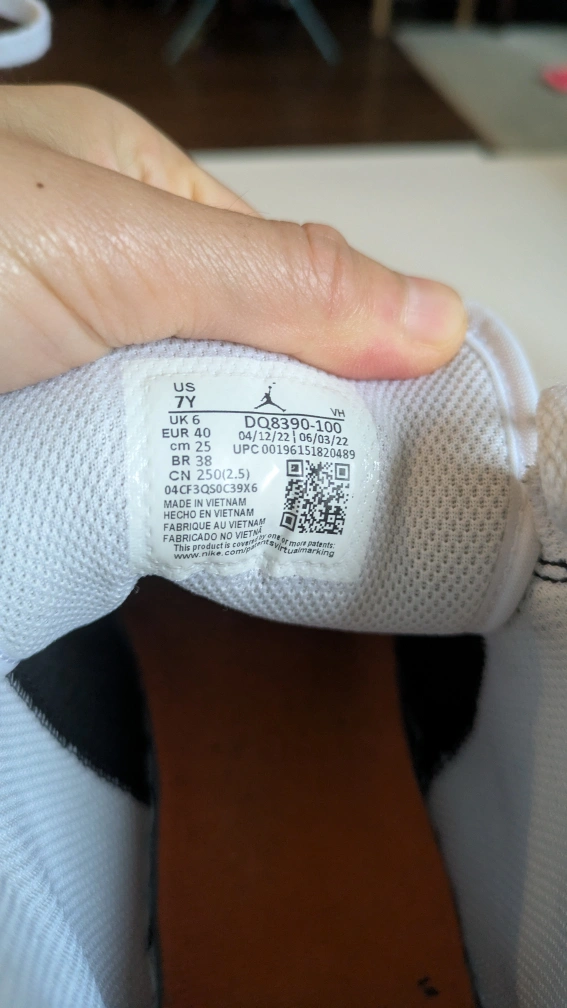 US
7Y
VH
UK 6
EUR 40
cm 25
BR 38
CN 250(2.5)
DQ8390-100
04/12/22 | 06/03/22
UPC 00196151820489
04CF3QS0C39X6
MADE IN VIETNAM
HECHO EN VIETNAM
FABRIQUE AU VIETNAM
FABRICADO NO VIETNA
This product is covered by one or more patents:
www.nike.com/patentsvirtualmarking